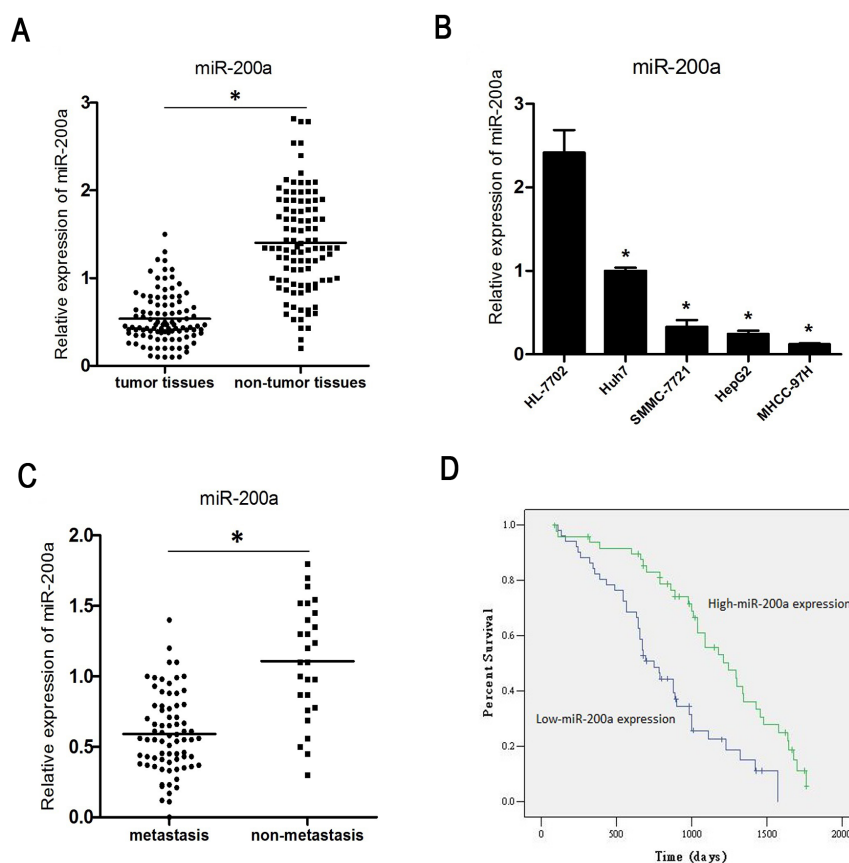 A
miR-200a
*
Relative expression of miR-200a
3
2
1
0
tumor tissues
non-tumor tissues
B
miR-200a
Relative expression of miR-200a
3
2
1
0
*
*
*
*
HL-7702
Huh7
SMMC-7721
HepG2
MHCC-97H
C
miR-200a
*
Relative expression of miR-200a
2.0
1.5
1.0
0.5
0.0
metastasis
non-metastasis
D
Percent Survival
1.0
0.8
0.6
0.4
0.2
0.0
High-miR-200a expression
Low-miR-200a expression
0
500
1000
1500
2000
Time (days)